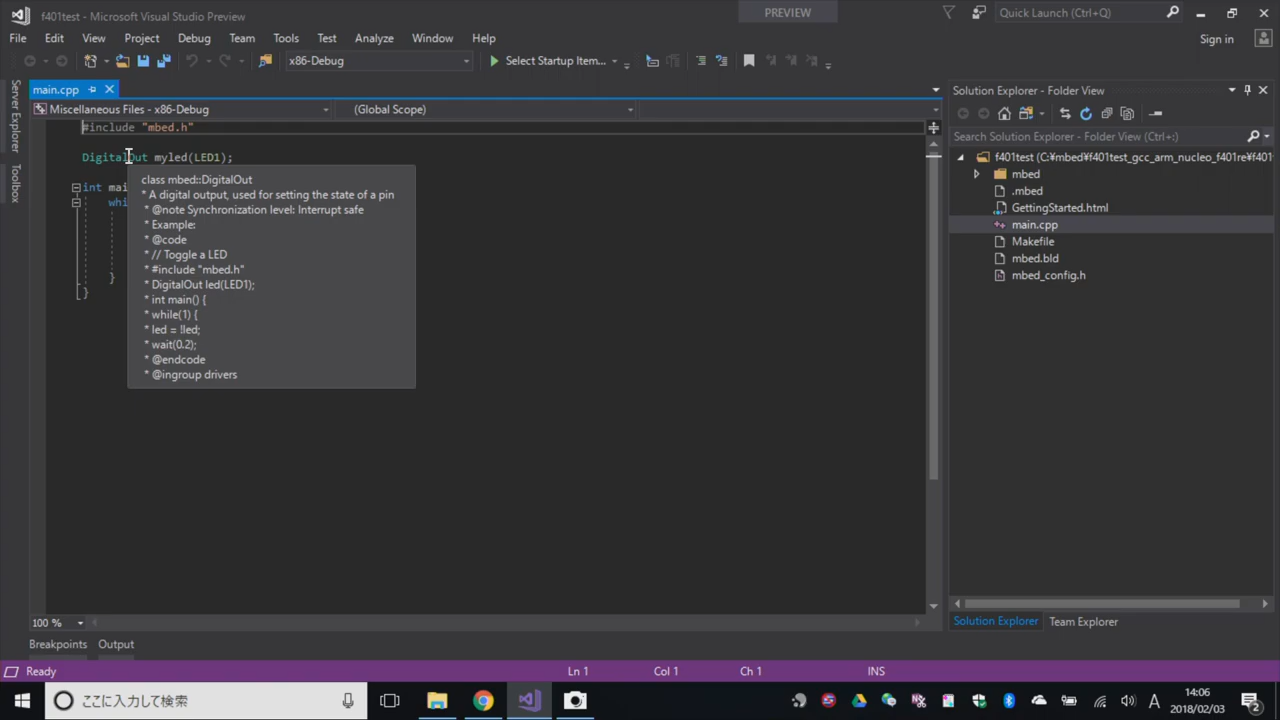 f401test - Microsoft Visual Studio Preview
PREVIEW
Quick Launch (Ctrl+Q)
File Edit View Project Debug Team Tools Test Analyze Window Help
Sign in
x86-Debug
Select Startup Item...
Server Explorer
Toolbox
main.cpp
Miscellaneous Files - x86-Debug
(Global Scope)
#include "mbed.h"
DigitalOut myled(LED1);
int mai
whi
}
}
class mbed::DigitalOut
* A digital output, used for setting the state of a pin
* @note Synchronization level: Interrupt safe
* Example:
* @code
* // Toggle a LED
* #include "mbed.h"
* DigitalOut led(LED1);
* int main() {
* while(1) {
* led = !led;
* wait(0.2);
* @endcode
* @ingroup drivers
100 %
Breakpoints Output
Solution Explorer - Folder View
Search Solution Explorer - Folder View (Ctrl+:)
f401test (C:¥mbed¥f401test_gcc_arm_nucleo_f401re¥f401
mbed
.mbed
GettingStarted.html
main.cpp
Makefile
mbed.bld
mbed_config.h
Solution Explorer Team Explorer
Ready
Ln 1
Col 1
Ch 1
INS
ここに入力して検索
A
14:06
2018/02/03
2